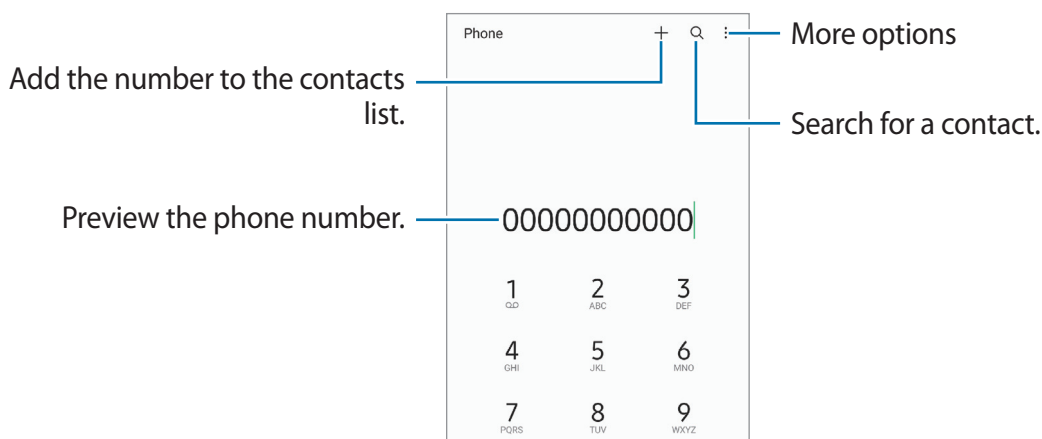 Phone
More options
Add the number to the contacts
list.
Search for a contact.
Preview the phone number.
00000000000
1 2 3
ABC DEF
4 5 6
GHI JKL MNO
7 8 9
PQRS TUV WXYZ